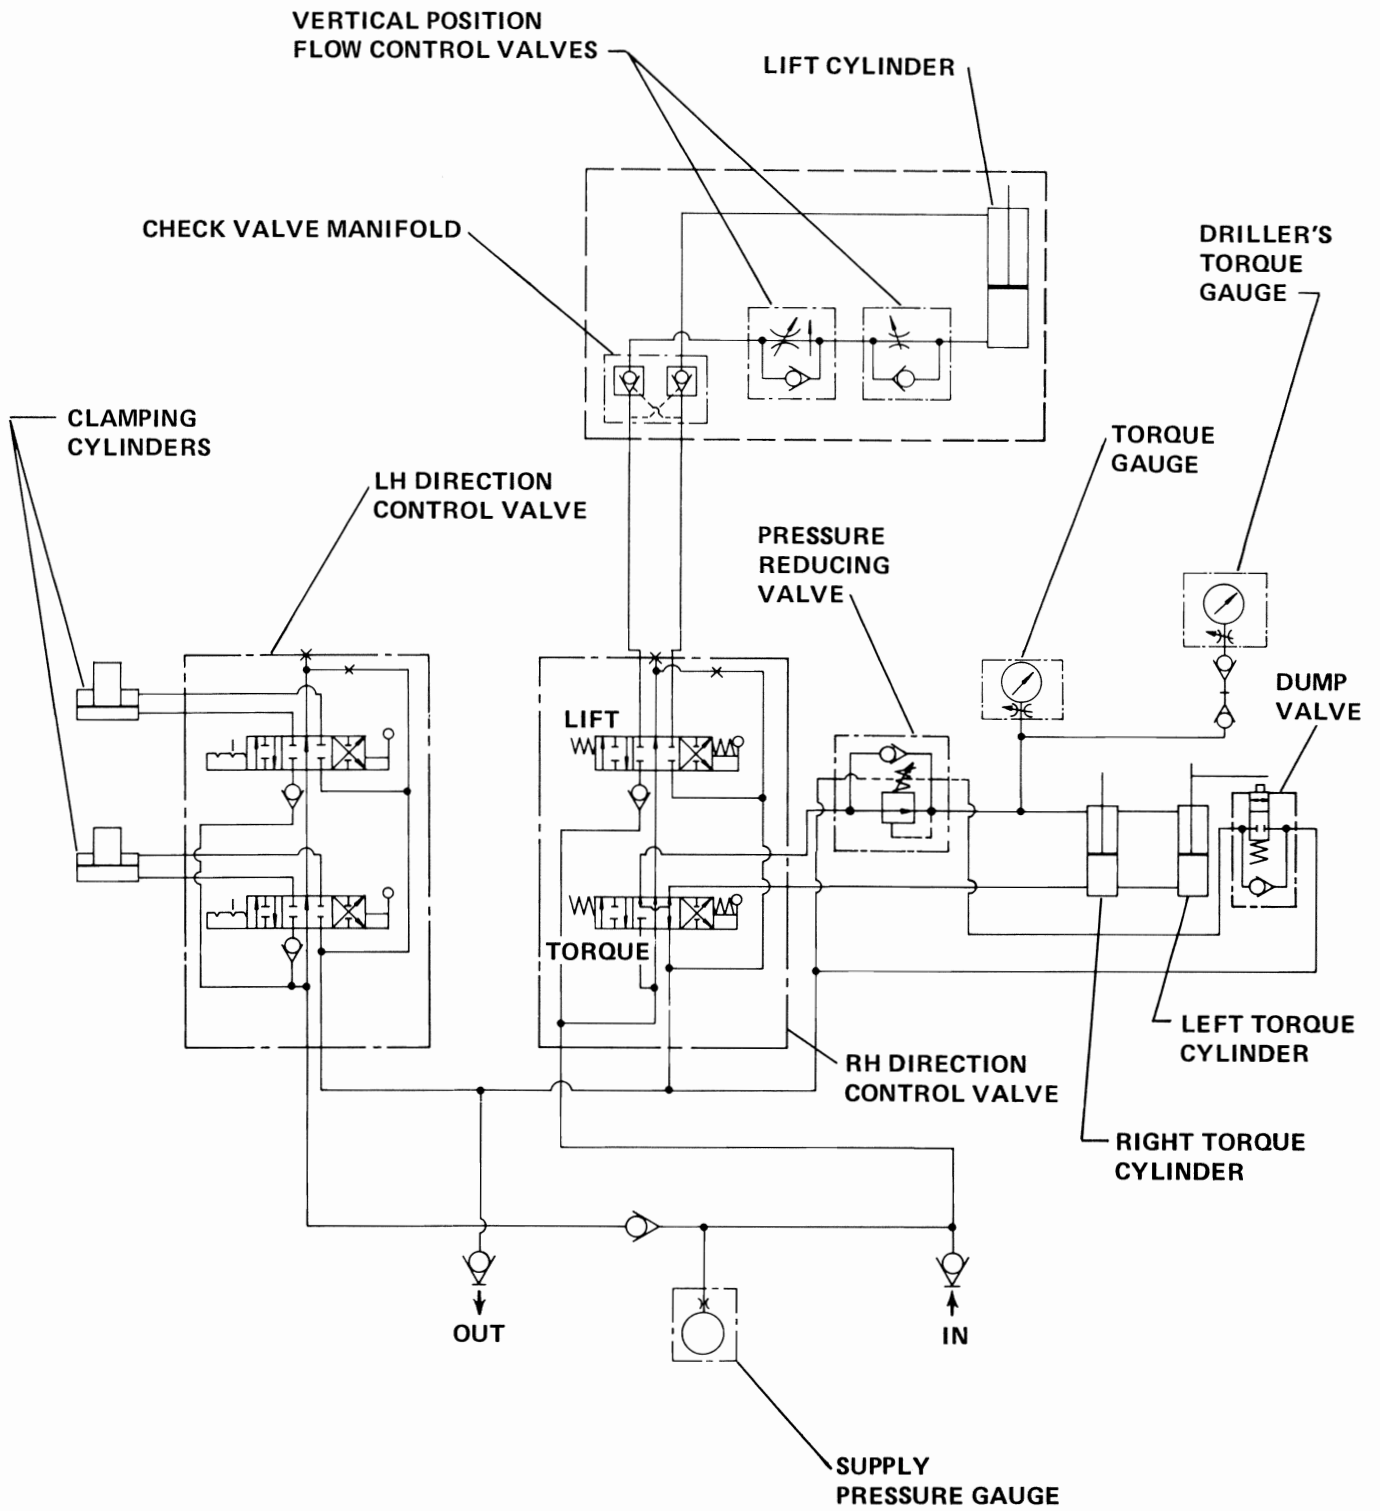 VERTICAL POSITION
FLOW CONTROL VALVES
LIFT CYLINDER
CHECK VALVE MANIFOLD
DRILLER'S
TORQUE
GAUGE
CLAMPING
CYLINDERS
TORQUE
GAUGE
LH DIRECTION
CONTROL VALVE
PRESSURE
REDUCING
VALVE
DUMP
VALVE
LIFT
TORQUE
LEFT TORQUE
CYLINDER
RH DIRECTION
CONTROL VALVE
RIGHT TORQUE
CYLINDER
OUT
IN
SUPPLY
PRESSURE GAUGE